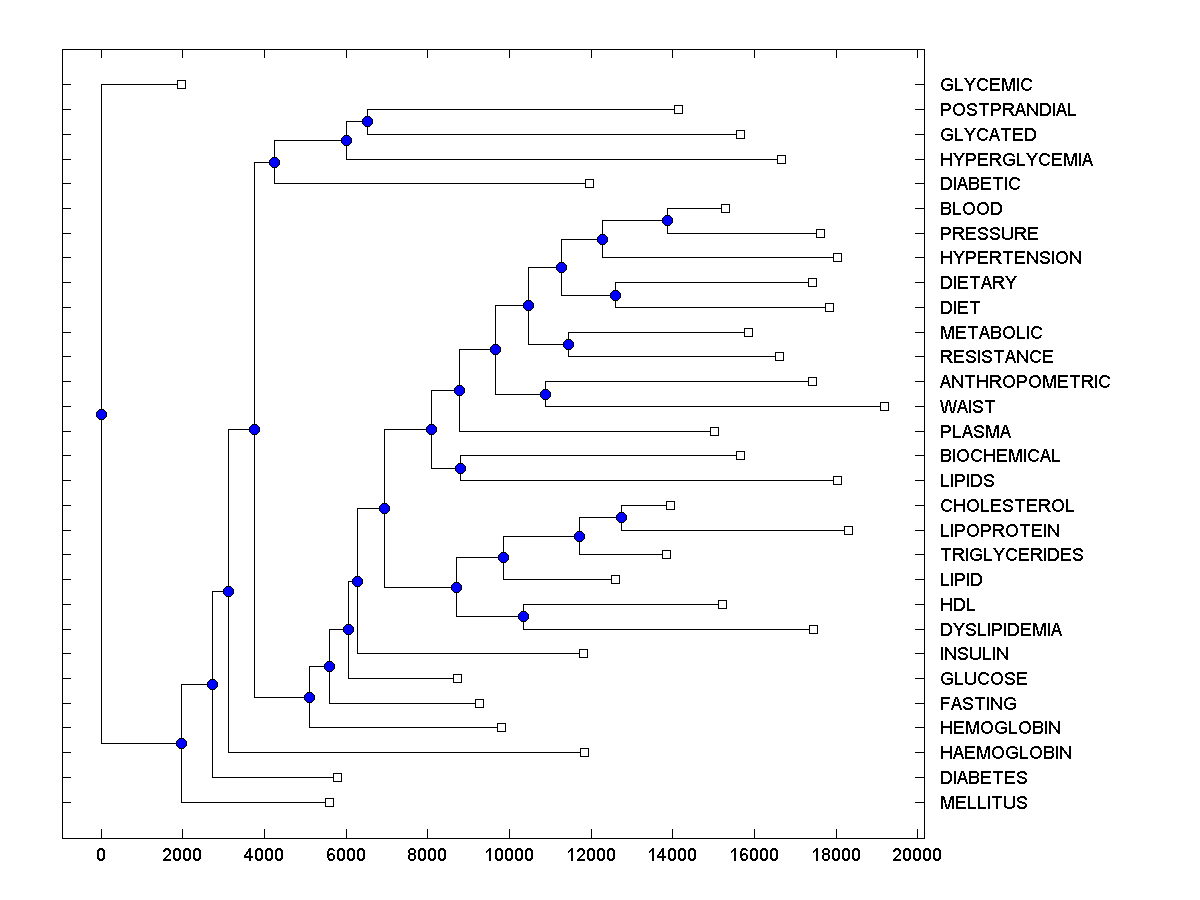 GLYCEMIC
POSTPRANDIAL
GLYCATED
HYPERGLYCEMIA
DIABETIC
BLOOD
PRESSURE
HYPERTENSION
DIETARY
DIET
METABOLIC
RESISTANCE
ANTHROPOMETRIC
WAIST
PLASMA
BIOCHEMICAL
LIPIDS
CHOLESTEROL
LIPOPROTEIN
TRIGLYCERIDES
LIPID
HDL
DYSLIPIDEMIA
INSULIN
GLUCOSE
FASTING
HEMOGLOBIN
HAEMOGLOBIN
DIABETES
MELLITUS
0 2000 4000 6000 8000 10000 12000 14000 16000 18000 20000